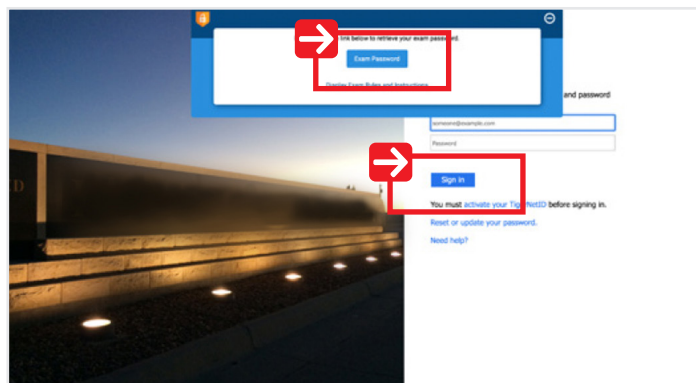 link below to retrieve your exam password.
Exam Password
Display Exam Rules and Instructions
and password
someone@example.com
Password
Sign in
You must activate your Tig NetID before signing in.
Reset or update your password.
Need help?